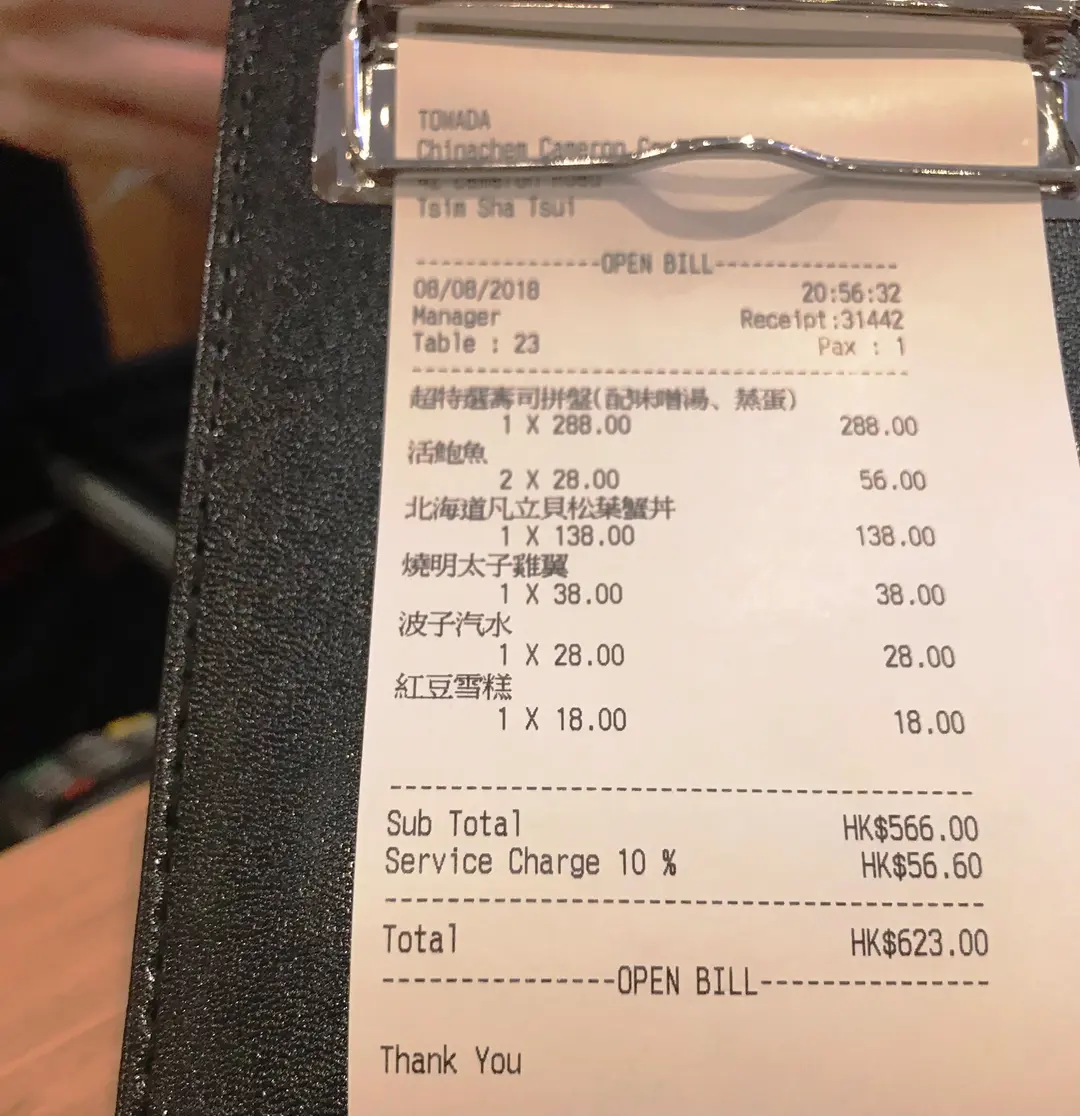 TOMADA
Chinachem Cameron
42 Cameron Road
Tsim Sha Tsui
---------------OPEN BILL---------------
08/08/2018 20:56:32
Manager Receipt:31442
Table : 23 Pax : 1
超特選壽司拼盤(配味噌湯、蒸蛋)
1 X 288.00 288.00
活鮑魚
2 X 28.00 56.00
北海道凡立貝松葉蟹丼
1 X 138.00 138.00
燒明太子雞翼
1 X 38.00 38.00
波子汽水
1 X 28.00 28.00
紅豆雪糕
1 X 18.00 18.00
Sub Total HK$566.00
Service Charge 10 % HK$56.60
Total HK$623.00
---------------OPEN BILL---------------
Thank You